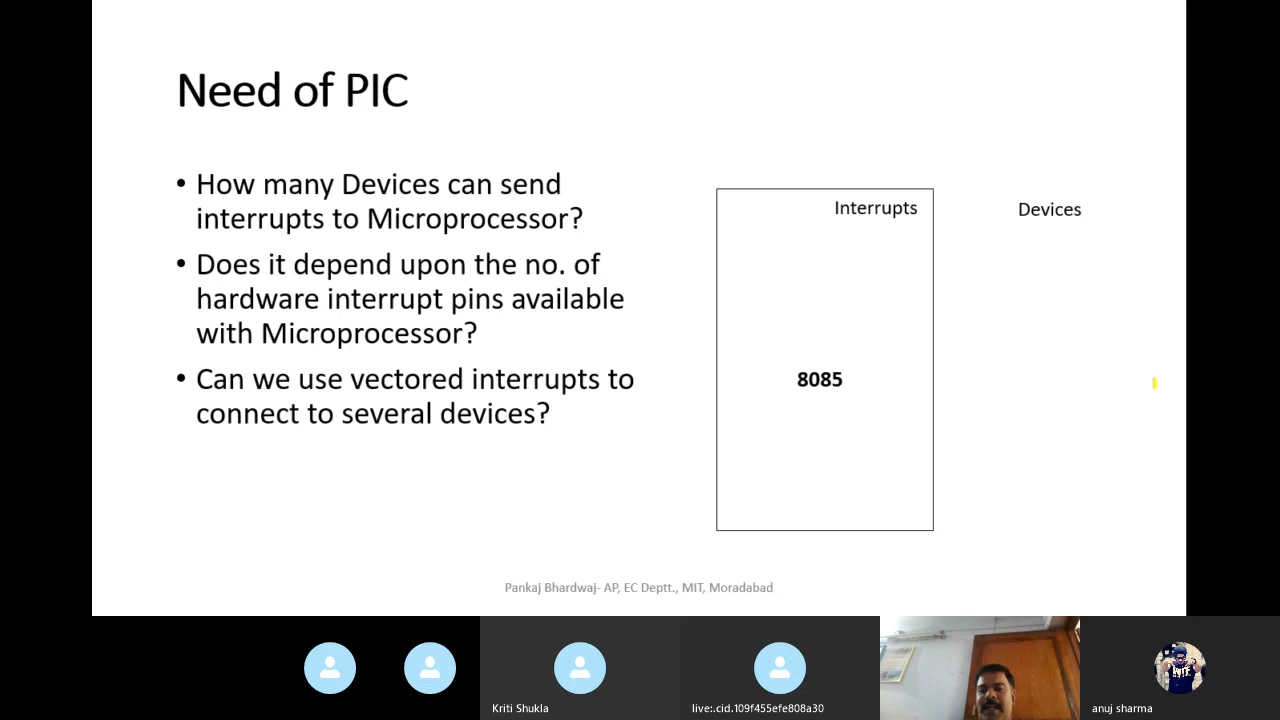 Need of PIC
• How many Devices can send
interrupts to Microprocessor?
• Does it depend upon the no. of
hardware interrupt pins available
with Microprocessor?
• Can we use vectored interrupts to
connect to several devices?
Interrupts
Devices
8085
Pankaj Bhardwaj- AP, EC Deptt., MIT, Moradabad
Kriti Shukla
live:.cid.109f455efe808a30
anuj sharma